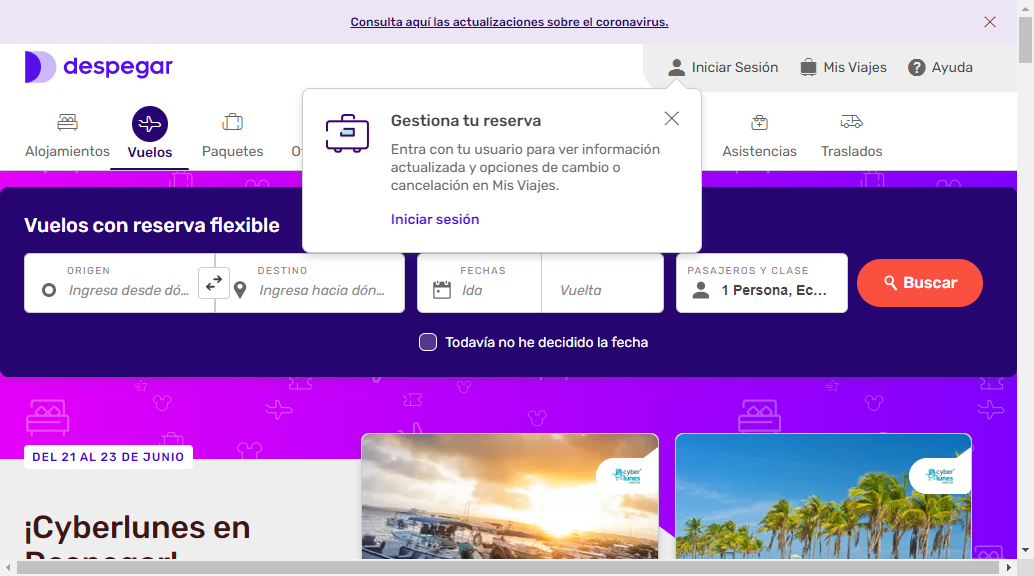 Consulta aquí las actualizaciones sobre el coronavirus.
despegar
Iniciar Sesión
Mis Viajes
Ayuda
Alojamientos
Vuelos
Paquetes
Asistencias
Traslados
Gestiona tu reserva
Entra con tu usuario para ver información
actualizada y opciones de cambio o
cancelación en Mis Viajes.
Iniciar sesión
Vuelos con reserva flexible
ORIGEN
Ingresa desde dó...
DESTINO
Ingresa hacia dón...
FECHAS
Ida
Vuelta
PASAJEROS Y CLASE
1 Persona, Ec...
Buscar
Todavía no he decidido la fecha
DEL 21 AL 23 DE JUNIO
cyber
lunes
cyber
lunes
¡Cyberlunes en
Despegar!